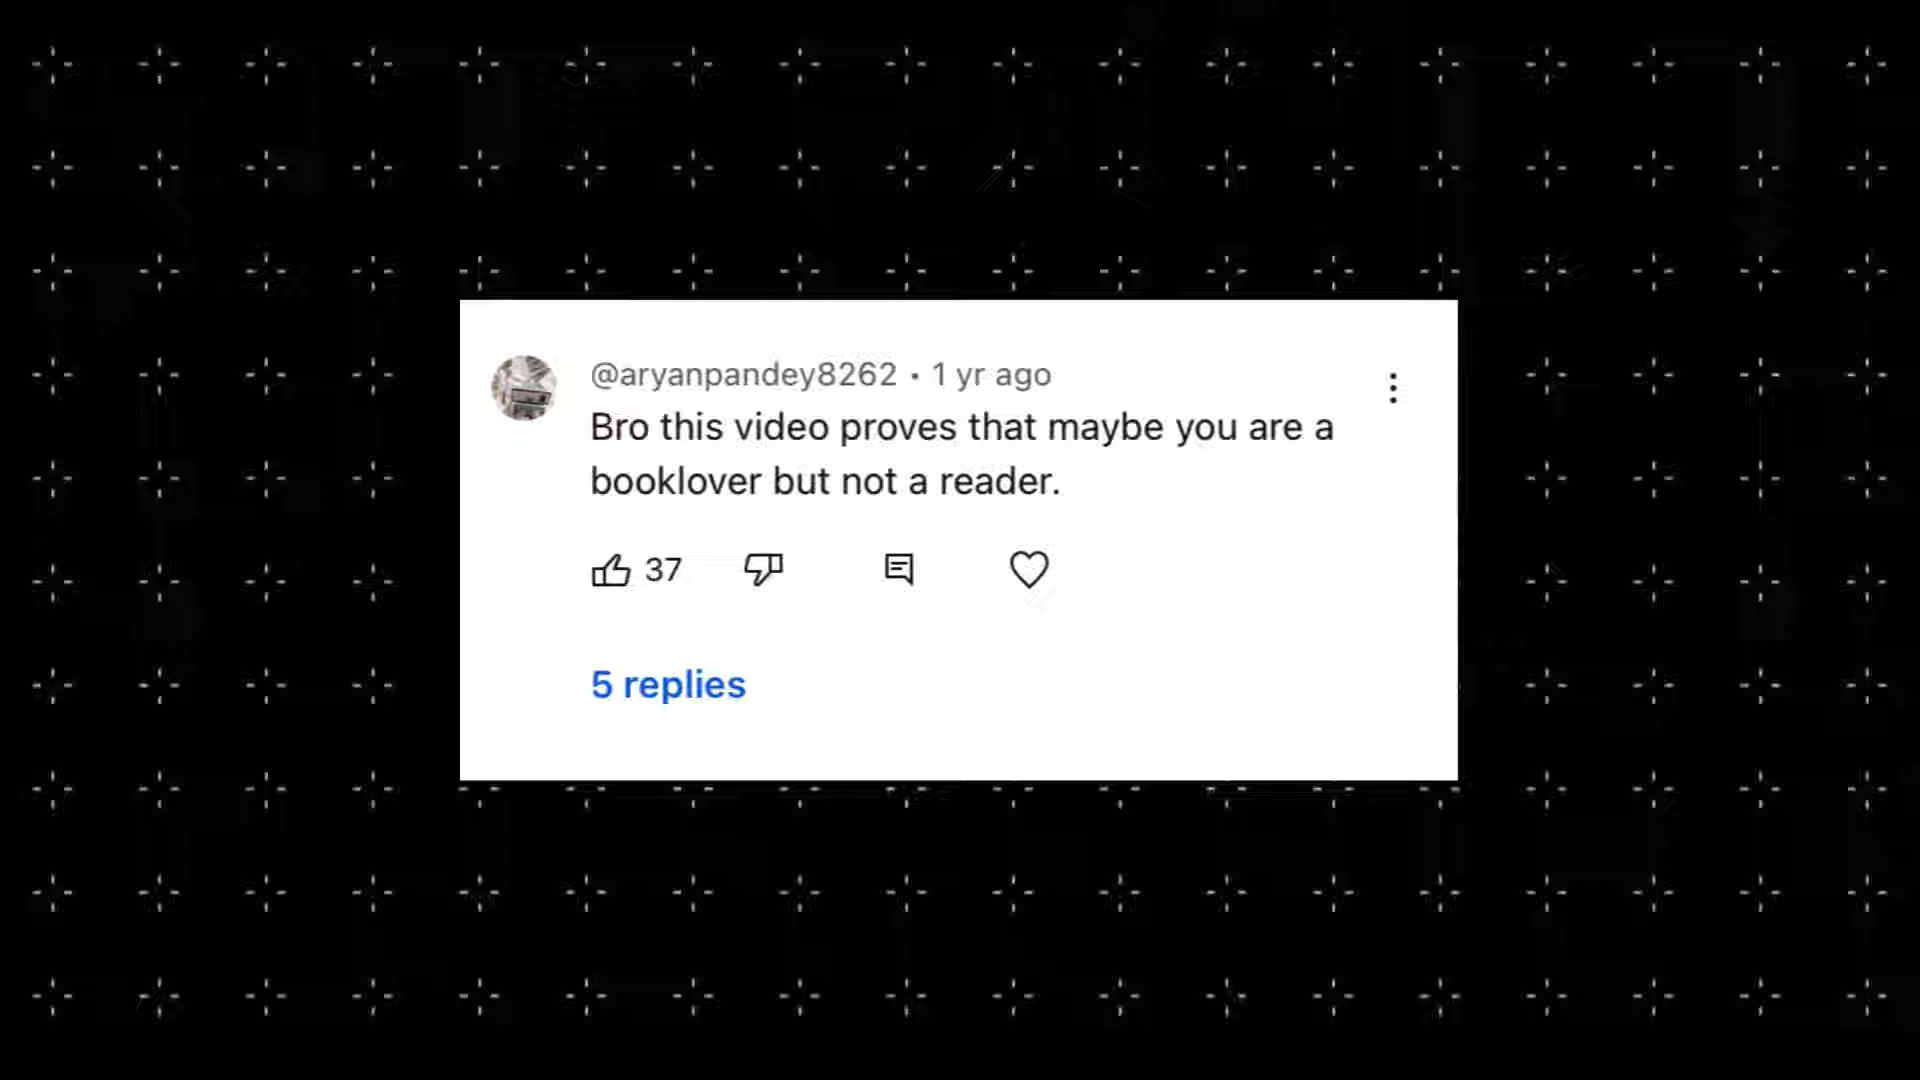 @aryanpandey8262 • 1 yr ago
Bro this video proves that maybe you are a
booklover but not a reader.
37
5 replies